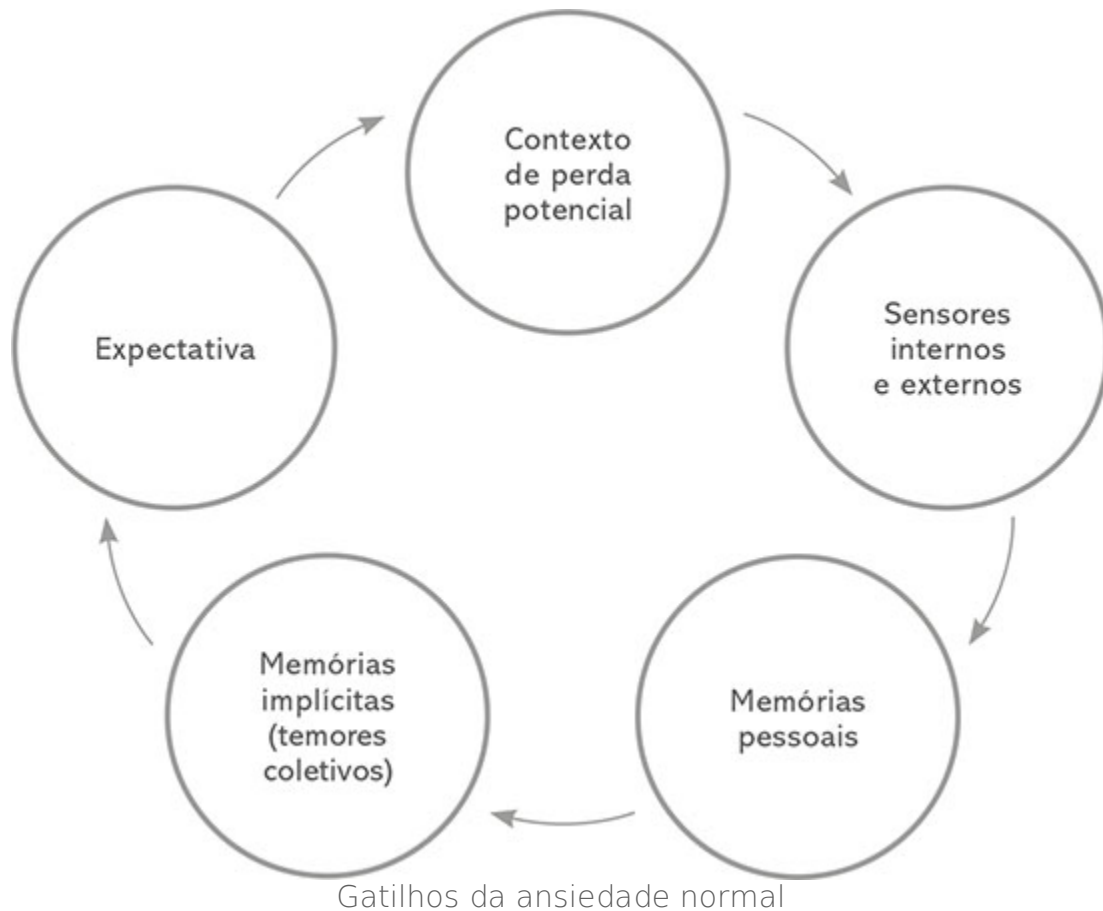 Contexto
de perda
potencial
Sensores
internos
e externos
Memórias
pessoais
Memórias
implícitas
(temores
coletivos)
Expectativa
Gatilhos da ansiedade normal